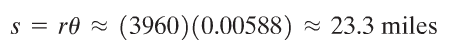 s = rθ ≈ (3960)(0.00588) ≈ 23.3 miles